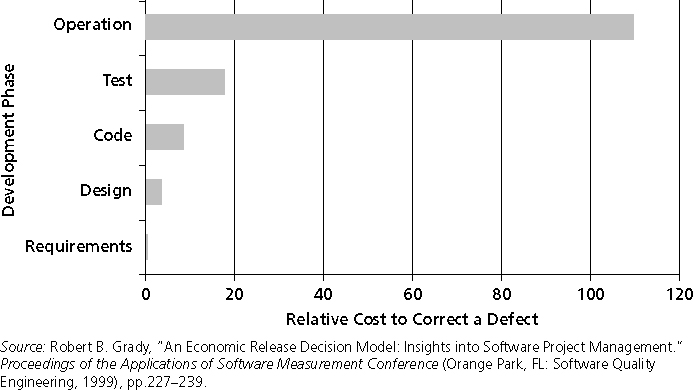 Development Phase
Operation
Test
Code
Design
Requirements
0 20 40 60 80 100 120
Relative Cost to Correct a Defect
Source: Robert B. Grady, "An Economic Release Decision Model: Insights into Software Project Management."
Proceedings of the Applications of Software Measurement Conference (Orange Park, FL: Software Quality
Engineering, 1999), pp.227–239.